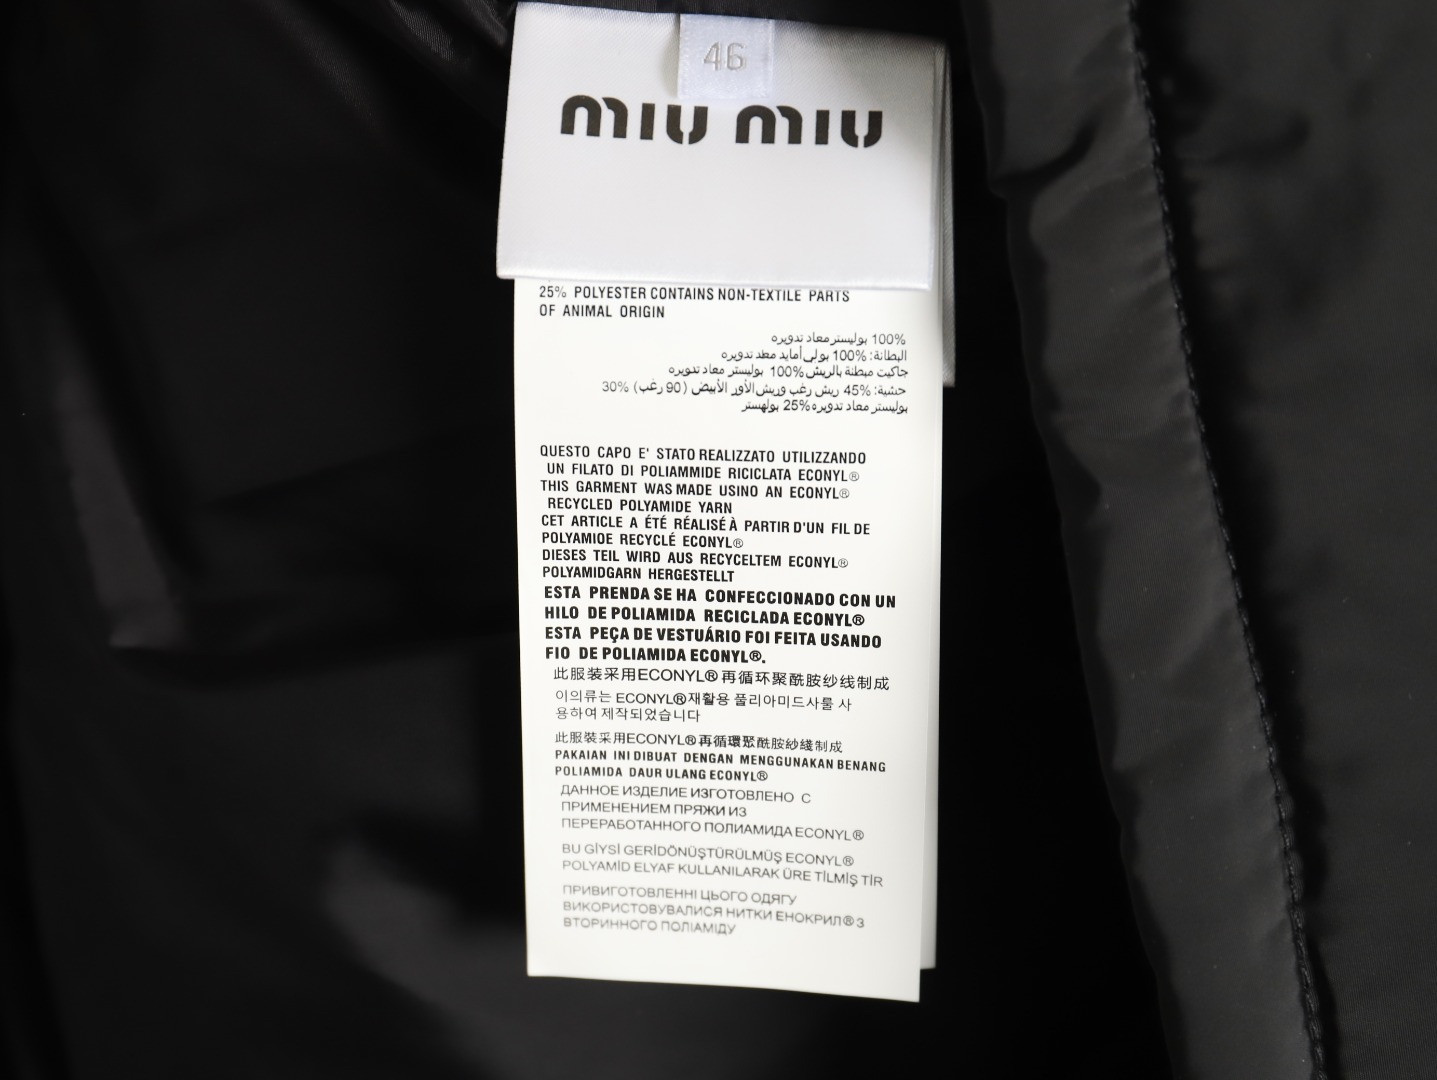 46
miu miu
25% POLYESTER CONTAINS NON-TEXTILE PARTS
OF ANIMAL ORIGIN
100% بوليستر معاد تدويره
البطانة: 100% بولي أمايد معد تدويره
جاكيت مبطنة بالريش 100% بوليستر معاد تدويره
حشية: 45% ريش رغب وريش الأوز الأبيض (90 رغب) 30%
بوليستر معاد تدويره 25% بولهستر
QUESTO CAPO E' STATO REALIZZATO UTILIZZANDO
UN FILATO DI POLIAMMIDE RICICLATA ECONYL®
THIS GARMENT WAS MADE USINO AN ECONYL®
RECYCLED POLYAMIDE YARN
CET ARTICLE A ÉTÉ RÉALISÉ À PARTIR D'UN FIL DE
POLYAMIOE RECYCLÉ ECONYL®
DIESES TEIL WIRD AUS RECYCELTEM ECONYL®
POLYAMIDGARN HERGESTELLT
ESTA PRENDA SE HA CONFECCIONADO CON UN
HILO DE POLIAMIDA RECICLADA ECONYL®
ESTA PEÇA DE VESTUÁRIO FOI FEITA USANDO
FIO DE POLIAMIDA ECONYL®.
此服装采用ECONYL®再循环聚酰胺纱线制成
이의류는 ECONYL®재활용 폴리아미드사룰 사
용하여 제작되었습니다
此服裝采用ECONYL®再循環聚酰胺紗綫制成
PAKAIAN INI DIBUAT DENGAN MENGGUNAKAN BENANG
POLIAMIDA DAUR ULANG ECONYL®
ДАННОЕ ИЗДЕЛИЕ ИЗГОТОВЛЕНО С
ПРИМЕНЕНИЕМ ПРЯЖИ ИЗ
ПЕРЕРАБОТАННОГО ПОЛИАМИДА ECONYL®
BU GİYSİ GERİDÖNÜŞTÜRÜLMÜŞ ECONYL®
POLYAMİD ELYAF KULLANILARAK ÜRE TİLMİŞ TİR
ПРИВИГОТОВЛЕННІ ЦЬОГО ОДЯГУ
ВИКОРИСТОВУВАЛИСЯ НИТКИ ЕНОКРИЛ® З
ВТОРИННОГО ПОЛІАМІДУ